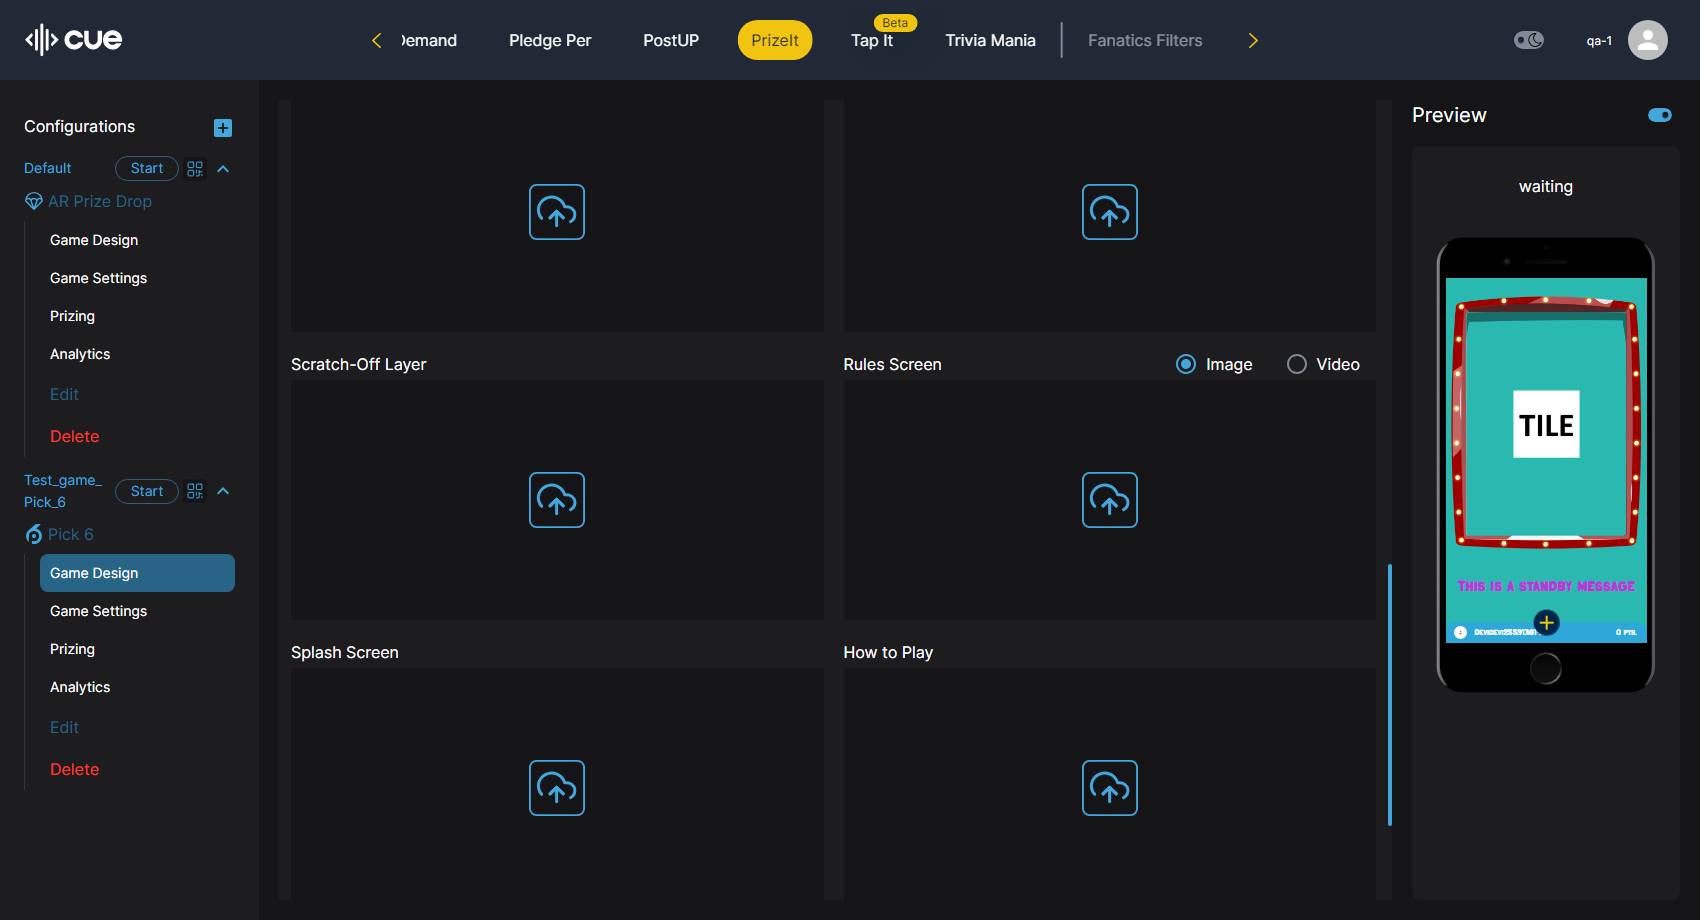 cue
Demand
Pledge Per
PostUP
PrizeIt
Beta
Tap It
Trivia Mania
Fanatics Filters
qa-1
Configurations
Default
Start
AR Prize Drop
Game Design
Game Settings
Prizing
Analytics
Edit
Delete
Test_game_
Pick_6
Start
Pick 6
Game Design
Game Settings
Prizing
Analytics
Edit
Delete
Scratch-Off Layer
Rules Screen
Image
Video
Splash Screen
How to Play
Preview
waiting
TILE
THIS IS A STANDBY MESSAGE
0 PTS.